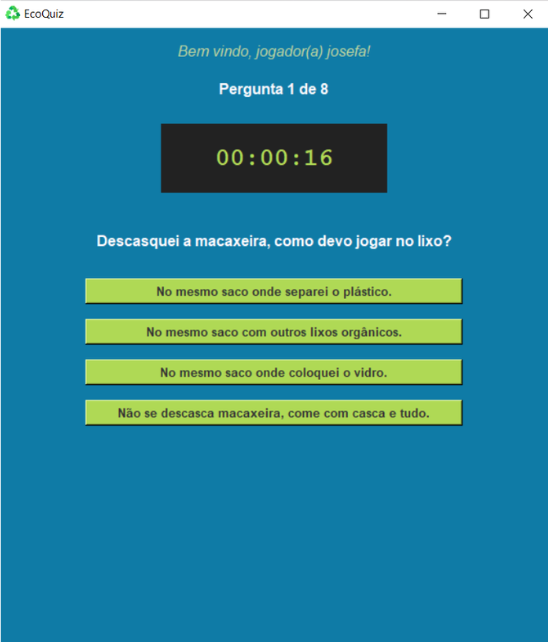 EcoQuiz
Bem vindo, jogador(a) josefa!
Pergunta 1 de 8
00:00:16
Descasquei a macaxeira, como devo jogar no lixo?
No mesmo saco onde separei o plástico.
No mesmo saco com outros lixos orgânicos.
No mesmo saco onde coloquei o vidro.
Não se descasca macaxeira, come com casca e tudo.